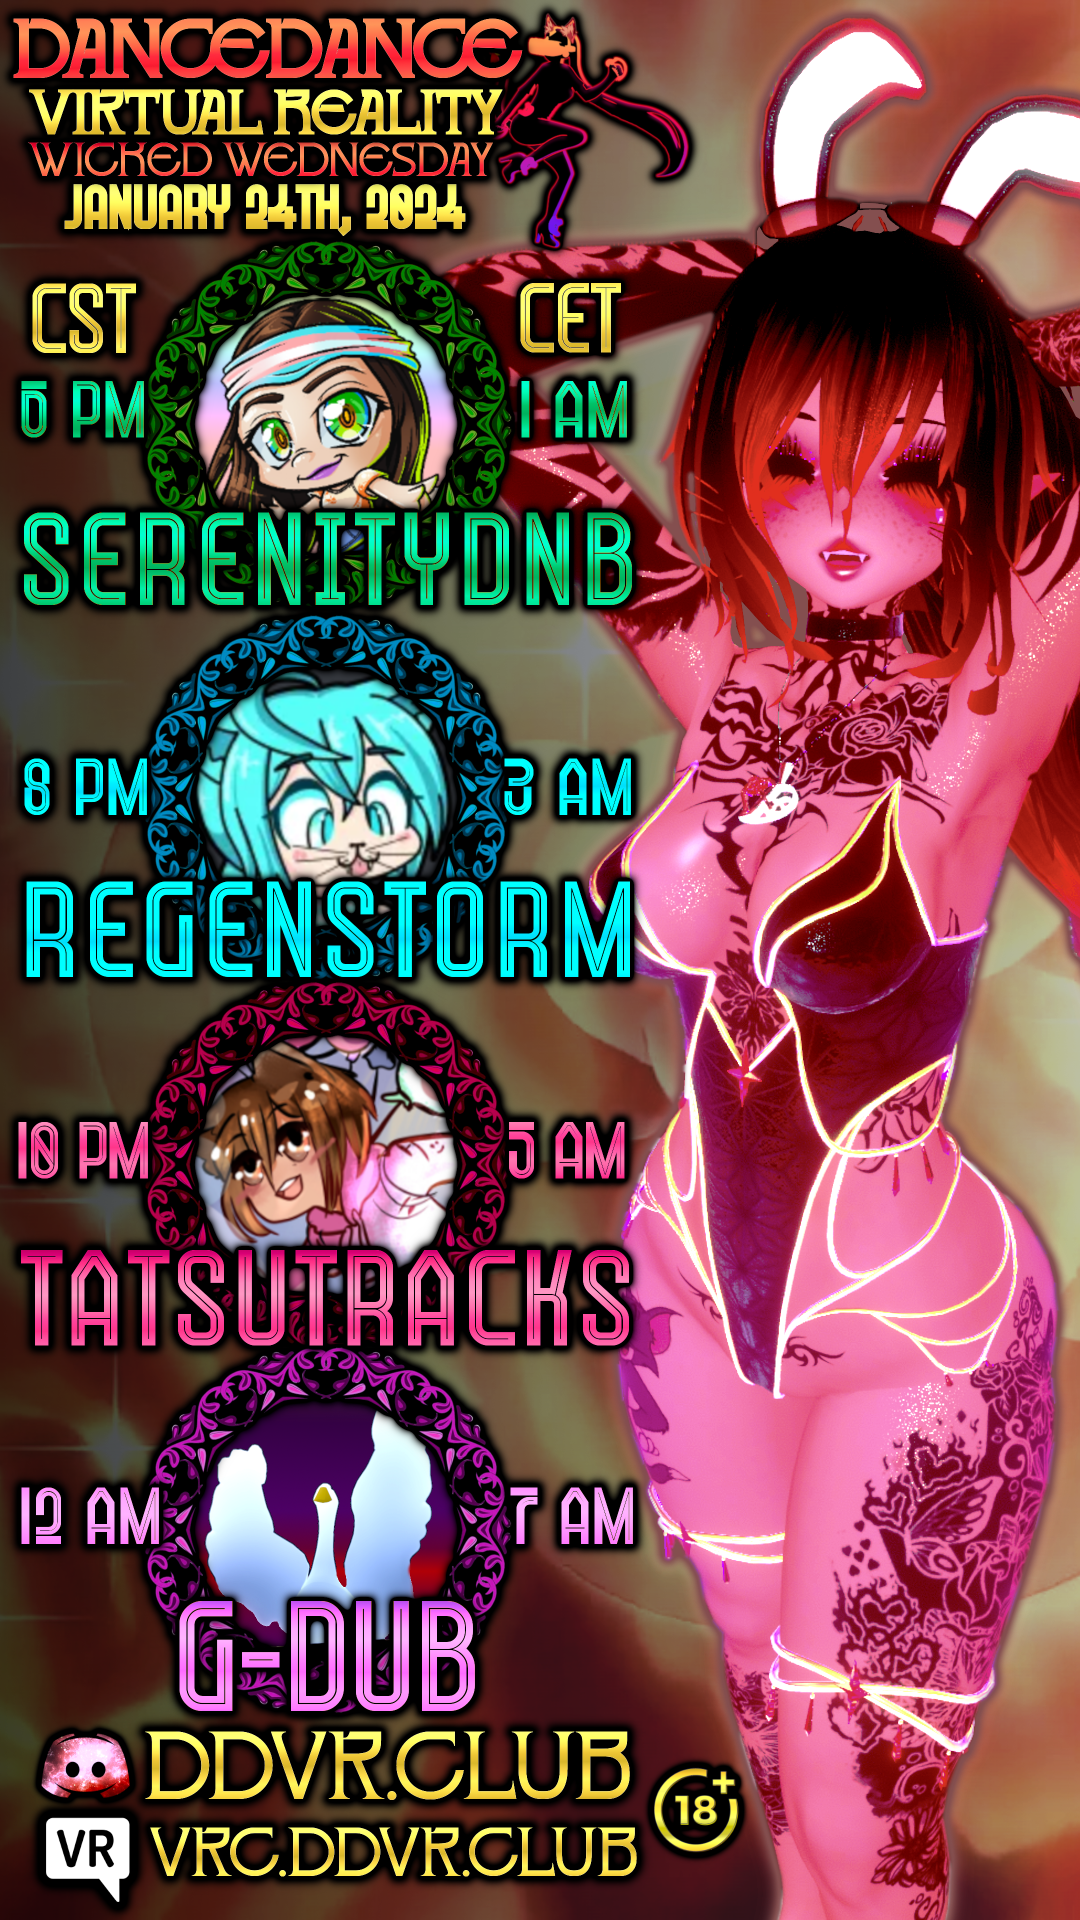 DANCEDANCE
VIRTUAL REALITY
WICKED WEDNESDAY
JANUARY 24TH, 2024
CST
CET
6 PM
1 AM
SERENITYDNB
8 PM
3 AM
REGENSTORM
10 PM
5 AM
TATSUTRACKS
12 AM
7 AM
G-DUB
DDVR.CLUB
18+
VR
VRC.DDVR.CLUB